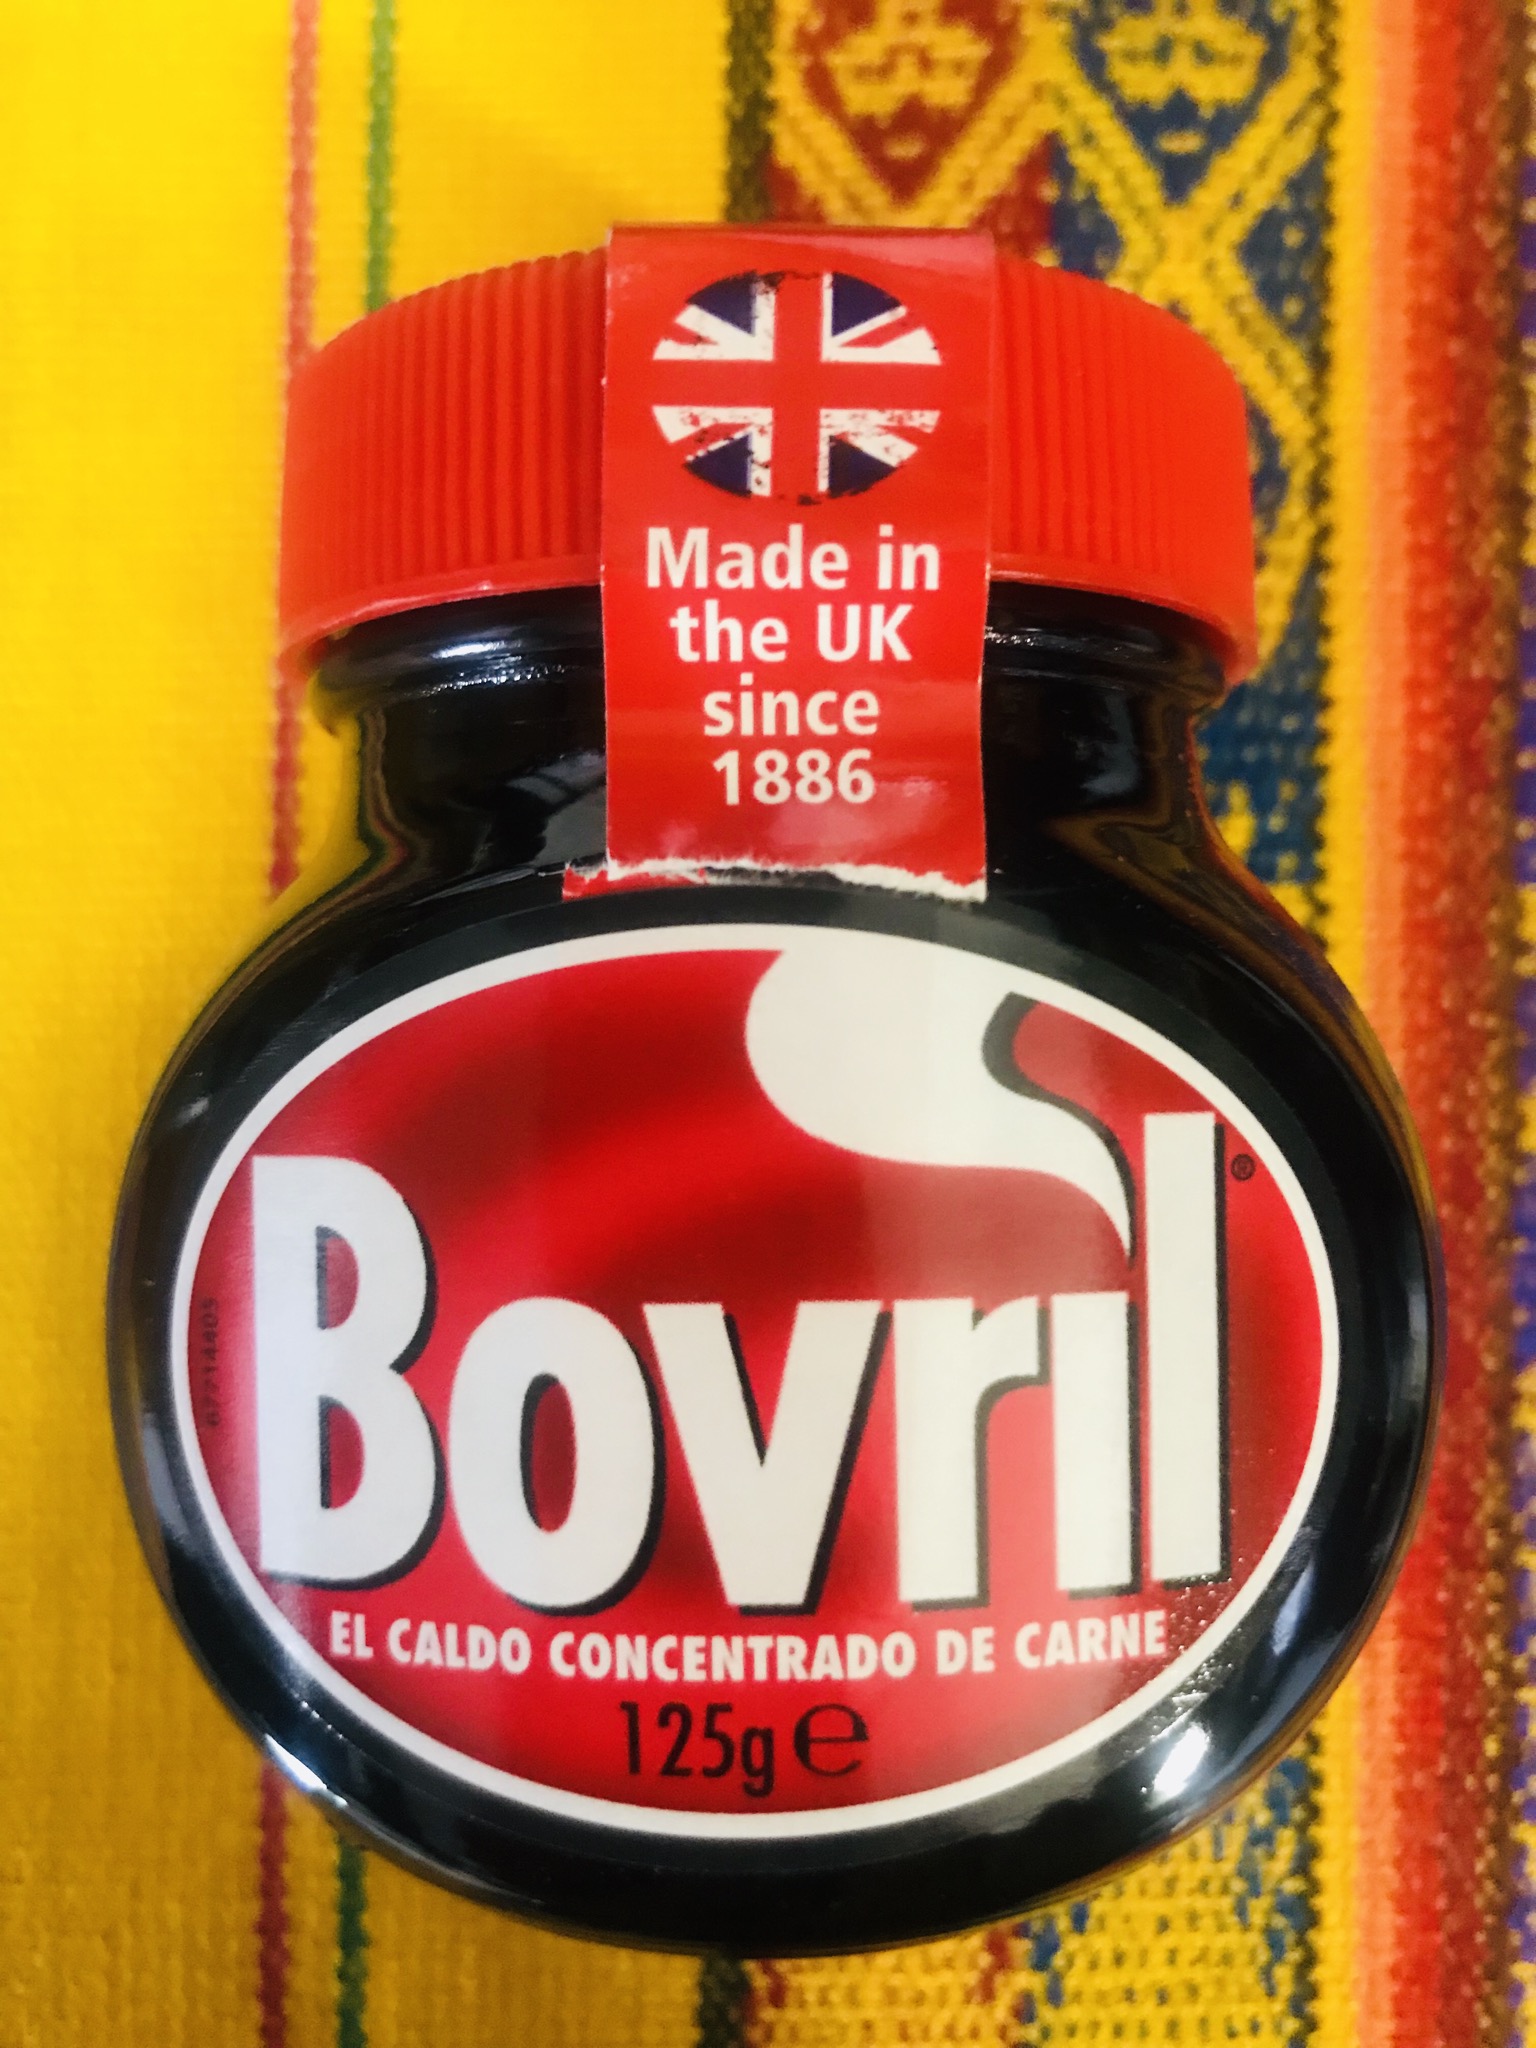 Made in
the UK
since
1886
Bovril®
EL CALDO CONCENTRADO DE CARNE
125g ℮